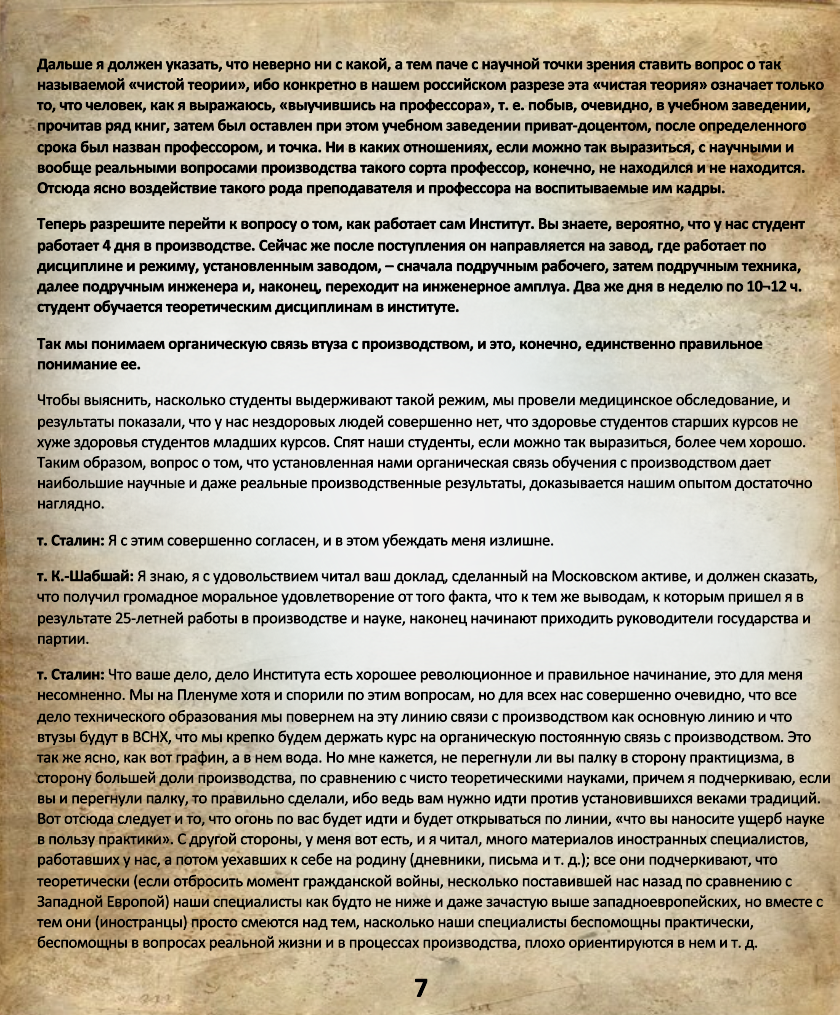 Дальше я должен указать, что неверно ни с какой, а тем паче с научной точки зрения ставить вопрос о так
называемой «чистой теории», ибо конкретно в нашем российском разрезе эта «чистая теория» означает только
то, что человек, как я выражаюсь, «выучившись на профессора», т. е. побыв, очевидно, в учебном заведении,
прочитав ряд книг, затем был оставлен при этом учебном заведении приват-доцентом, после определенного
срока был назван профессором, и точка. Ни в каких отношениях, если можно так выразиться, с научными и
вообще реальными вопросами производства такого сорта профессор, конечно, не находился и не находится.
Отсюда ясно воздействие такого рода преподавателя и профессора на воспитываемые им кадры.
Теперь разрешите перейти к вопросу о том, как работает сам Институт. Вы знаете, вероятно, что у нас студент
работает 4 дня в производстве. Сейчас же после поступления он направляется на завод, где работает по
дисциплине и режиму, установленным заводом, – сначала подручным рабочего, затем подручным техника,
далее подручным инженера и, наконец, переходит на инженерное амплуа. Два же дня в неделю по 10¬12 ч.
студент обучается теоретическим дисциплинам в институте.
Так мы понимаем органическую связь втуза с производством, и это, конечно, единственно правильное
понимание ее.
Чтобы выяснить, насколько студенты выдерживают такой режим, мы провели медицинское обследование, и
результаты показали, что у нас нездоровых людей совершенно нет, что здоровье студентов старших курсов не
хуже здоровья студентов младших курсов. Спят наши студенты, если можно так выразиться, более чем хорошо.
Таким образом, вопрос о том, что установленная нами органическая связь обучения с производством дает
наибольшие научные и даже реальные производственные результаты, доказывается нашим опытом достаточно
наглядно.
т. Сталин: Я с этим совершенно согласен, и в этом убеждать меня излишне.
т. К.-Шабшай: Я знаю, я с удовольствием читал ваш доклад, сделанный на Московском активе, и должен сказать,
что получил громадное моральное удовлетворение от того факта, что к тем же выводам, к которым пришел я в
результате 25-летней работы в производстве и науке, наконец начинают приходить руководители государства и
партии.
т. Сталин: Что ваше дело, дело Института есть хорошее революционное и правильное начинание, это для меня
несомненно. Мы на Пленуме хотя и спорили по этим вопросам, но для всех нас совершенно очевидно, что все
дело технического образования мы повернем на эту линию связи с производством как основную линию и что
втузы будут в ВСНХ, что мы крепко будем держать курс на органическую постоянную связь с производством. Это
так же ясно, как вот графин, а в нем вода. Но мне кажется, не перегнули ли вы палку в сторону практицизма, в
сторону большей доли производства, по сравнению с чисто теоретическими науками, причем я подчеркиваю, если
вы и перегнули палку, то правильно сделали, ибо ведь вам нужно идти против установившихся веками традиций.
Вот отсюда следует и то, что огонь по вас будет идти и будет открываться по линии, «что вы наносите ущерб науке
в пользу практики». С другой стороны, у меня вот есть, и я читал, много материалов иностранных специалистов,
работавших у нас, а потом уехавших к себе на родину (дневники, письма и т. д.); все они подчеркивают, что
теоретически (если отбросить момент гражданской войны, несколько поставившей нас назад по сравнению с
Западной Европой) наши специалисты как будто не ниже и даже зачастую выше западноевропейских, но вместе с
тем они (иностранцы) просто смеются над тем, насколько наши специалисты беспомощны практически,
беспомощны в вопросах реальной жизни и в процессах производства, плохо ориентируются в нем и т. д.
7